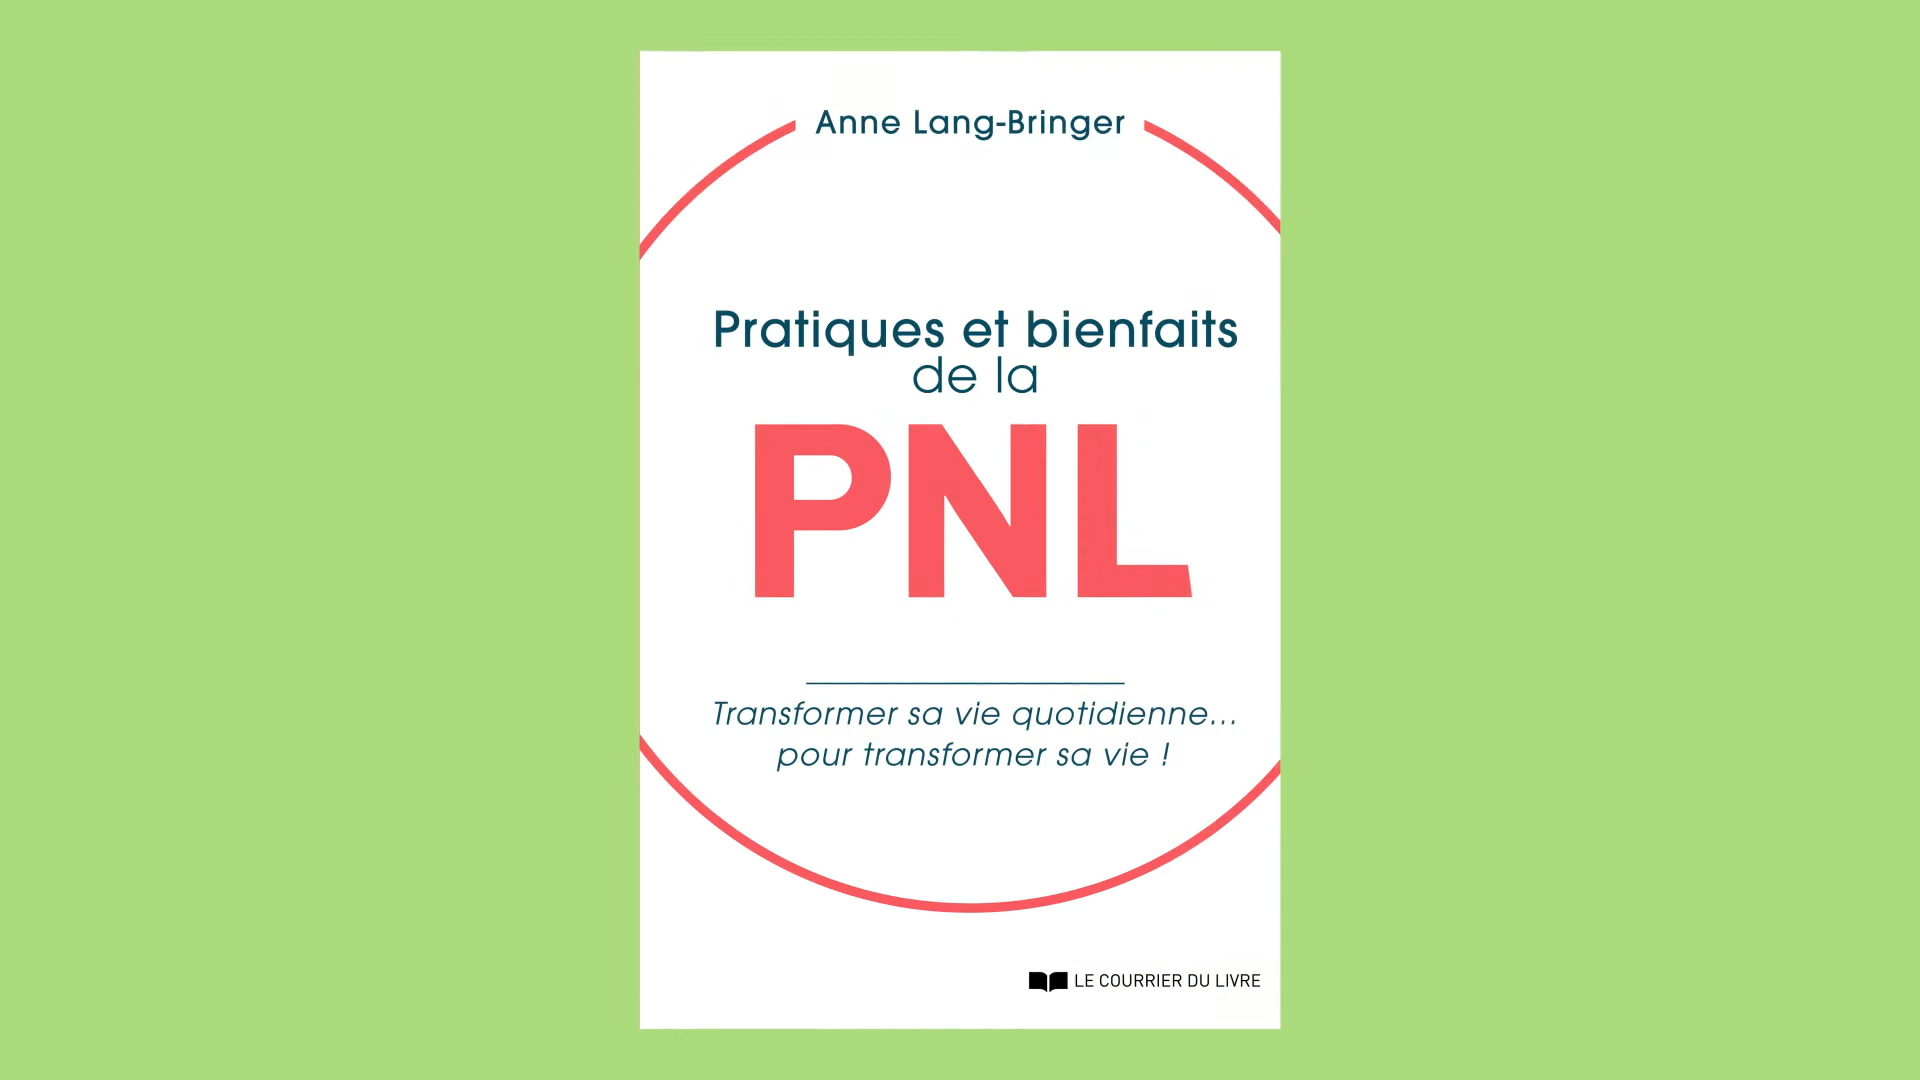 Anne Lang-Bringer
Pratiques et bienfaits
de la
PNL
Transformer sa vie quotidienne...
pour transformer sa vie !
LE COURRIER DU LIVRE